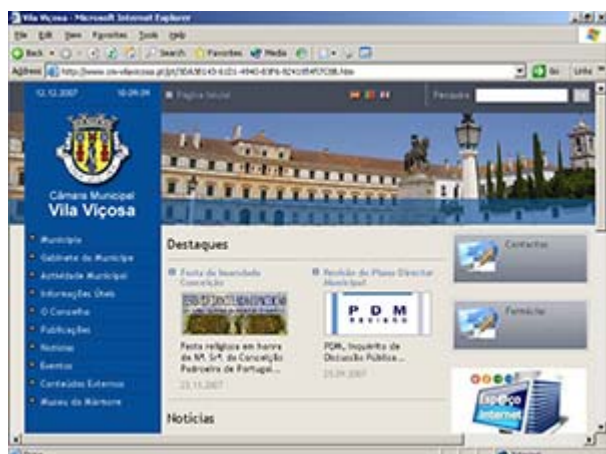 Vila Viçosa - Microsoft Internet Explorer
File Edit View Favorites Tools Help
Back Search Favorites Media
Address Go Links
12.12.2007
Página Inicial
Pesquisa
Câmara Municipal
Vila Viçosa
Município
Gabinete do Munícipe
Actividade Municipal
Informações Úteis
O Concelho
Publicações
Notícias
Eventos
Conteúdos Externos
Museu do Mármore
Destaques
Festa da Imaculada
Conceição
Festa religiosa em honra
de Nª. Srª. da Conceição
Padroeira de Portugal...
23.11.2007
Revisão do Plano Director
Municipal
P D M
REVISÃO
PDM, Inquérito de
Discussão Pública...
Contactos
Espaço
Internet
Notícias